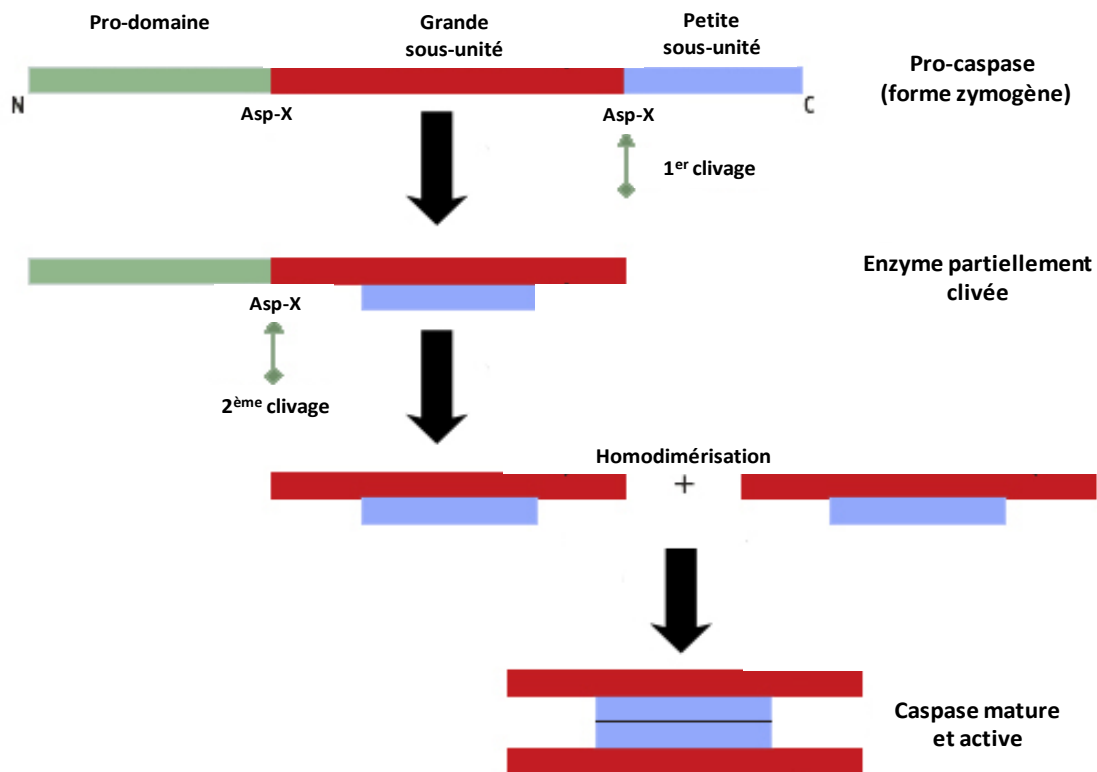 Pro-domaine
Grande
sous-unité
Petite
sous-unité
Pro-caspase
(forme zymogène)
N
C
Asp-X
Asp-X
1er clivage
Enzyme partiellement
clivée
Asp-X
2ème clivage
Homodimérisation
+
Caspase mature
et active